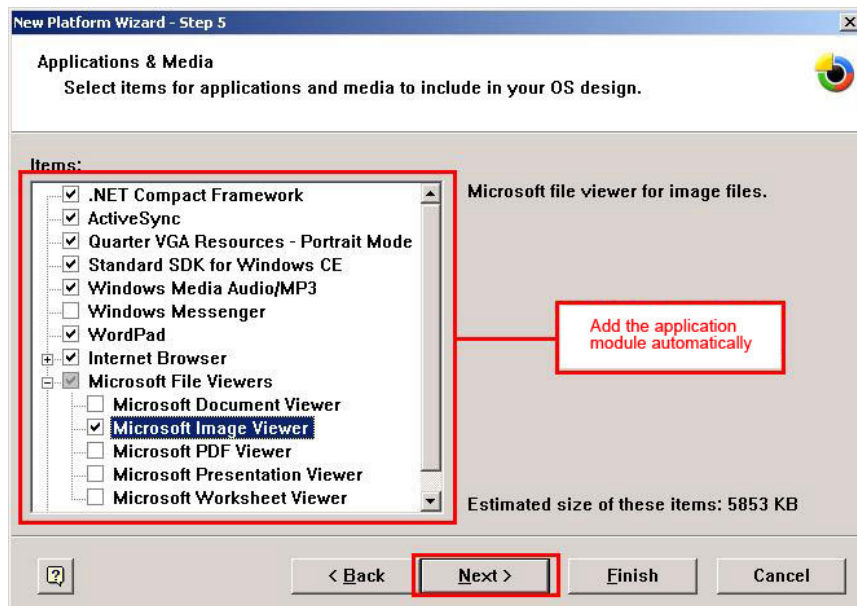 New Platform Wizard - Step 5
Applications & Media
Select items for applications and media to include in your OS design.
Items:
.NET Compact Framework
ActiveSync
Quarter VGA Resources - Portrait Mode
Standard SDK for Windows CE
Windows Media Audio/MP3
Windows Messenger
WordPad
Internet Browser
Microsoft File Viewers
Microsoft Document Viewer
Microsoft Image Viewer
Microsoft PDF Viewer
Microsoft Presentation Viewer
Microsoft Worksheet Viewer
Microsoft file viewer for image files.
Add the application
module automatically
Estimated size of these items: 5853 KB
< Back
Next >
Finish
Cancel